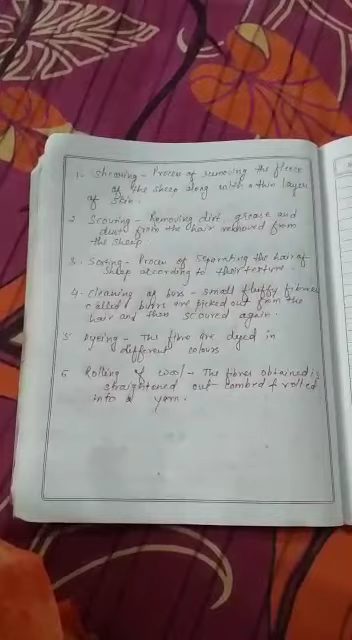 1- Shearing - Process of removing the fleece
of the sheep along with a thin layer
of skin.
2 Scouring - Removing dirt, grease and
dust from the hair removed from
the sheep
3- Sorting - Process of separating the hair of
sheep according to their texture.
4- Cleaning of burs - small fluffy fibres
called burrs are picked out from the
hair and then scoured again.
5 Dyeing - The fibre are dyed in
different colours
6 Rolling of wool - The fibres obtained is
straightened out combed & rolled
into a yarn.